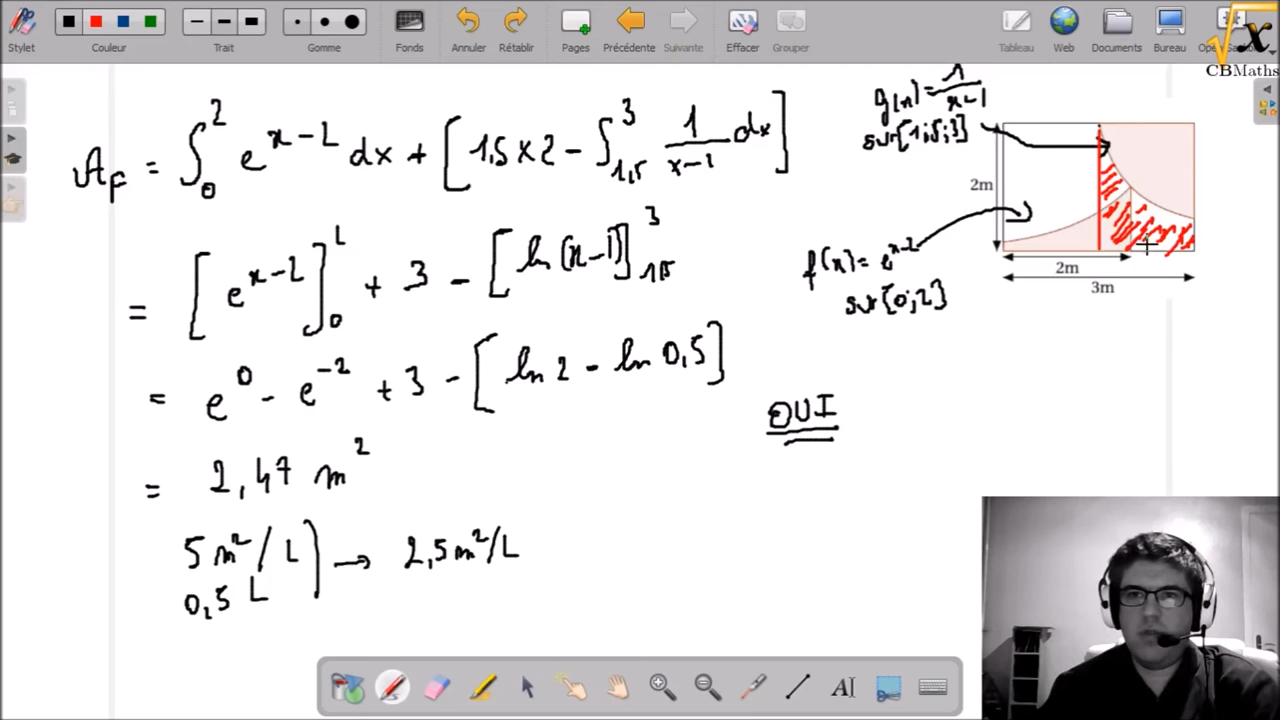 Stylet Couleur Trait Gomme Fonds Annuler Rétablir Pages Précédente Suivante Effacer Grouper Tableau Web Documents Bureau
CBMaths
A_F = ∫₀² e^{x-2} dx + [1,5 × 2 - ∫_{1,5}^3 1/(x-1) dx]
= [e^{x-2}]₀² + 3 - [ln(x-1)]_{1,5}^3
= e^0 - e^{-2} + 3 - [ln 2 - ln 0,5]
= 2,47 m²
5 m²/L → 2,5 m²/L
0,5 L
g(x) = 1/(x-1)
sur [1,5;3]
2m
f(x) = e^{x-2}
sur [0;2]
2m
3m
OUI
AI